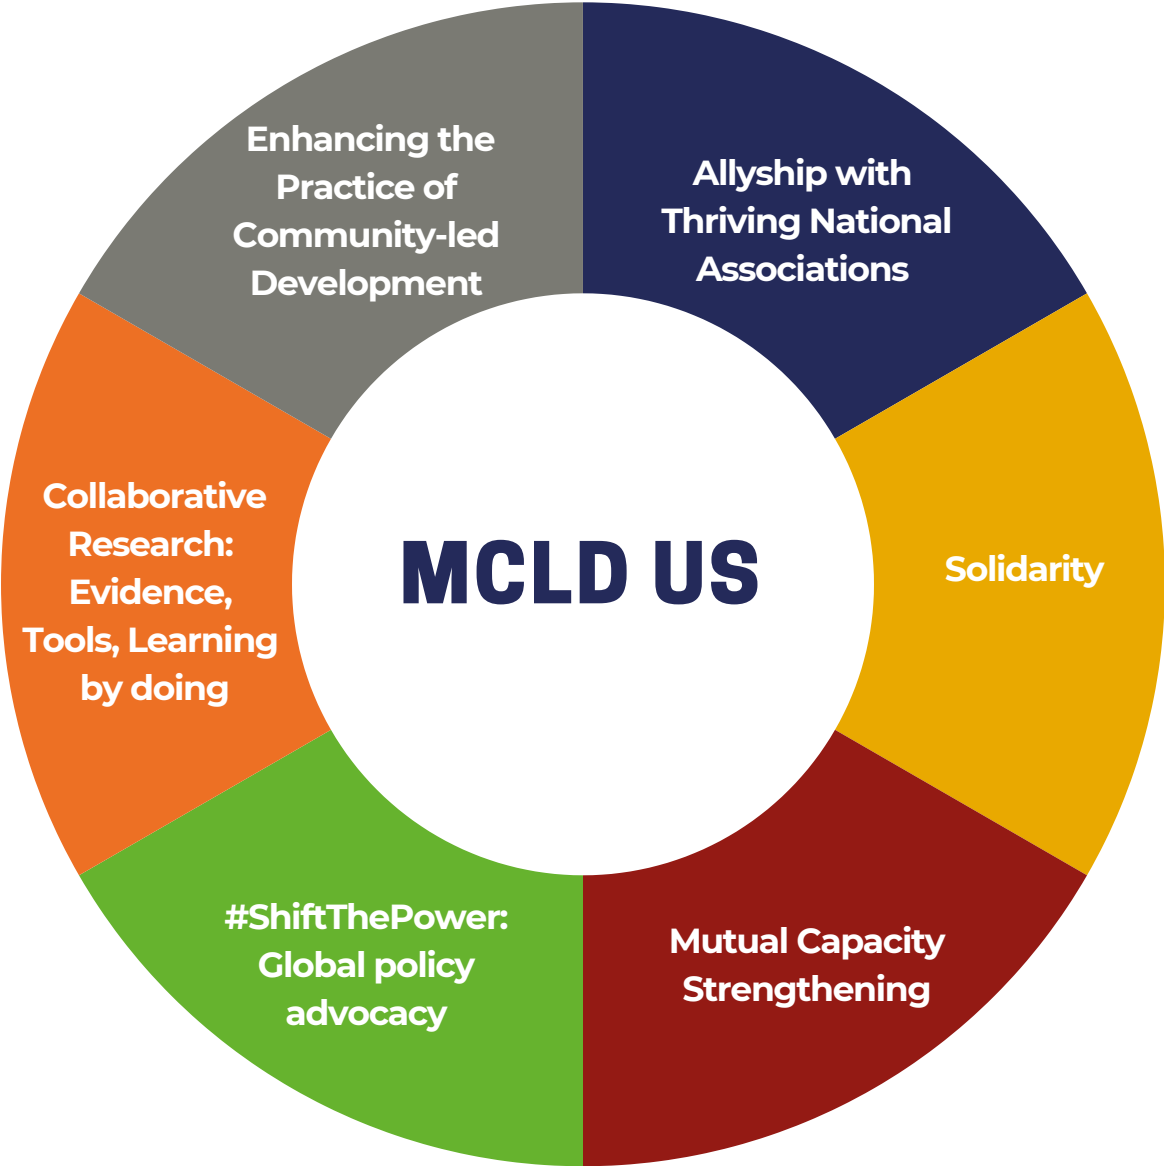 Enhancing the
Practice of
Community-led
Development
Allyship with
Thriving National
Associations
Collaborative
Research:
Evidence,
Tools, Learning
by doing
MCLD US
Solidarity
#ShiftThePower:
Global policy
advocacy
Mutual Capacity
Strengthening